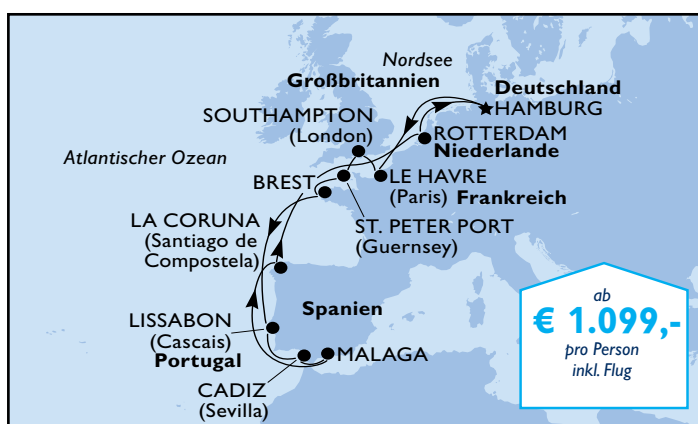 Nordsee
Großbritannien
Deutschland
HAMBURG
SOUTHAMPTON
(London)
ROTTERDAM
Niederlande
Atlantischer Ozean
BREST
LE HAVRE
(Paris) Frankreich
ST. PETER PORT
(Guernsey)
LA CORUNA
(Santiago de
Compostela)
Spanien
LISSABON
(Cascais)
Portugal
MALAGA
CADIZ
(Sevilla)
ab
€ 1.099,-
pro Person
inkl. Flug